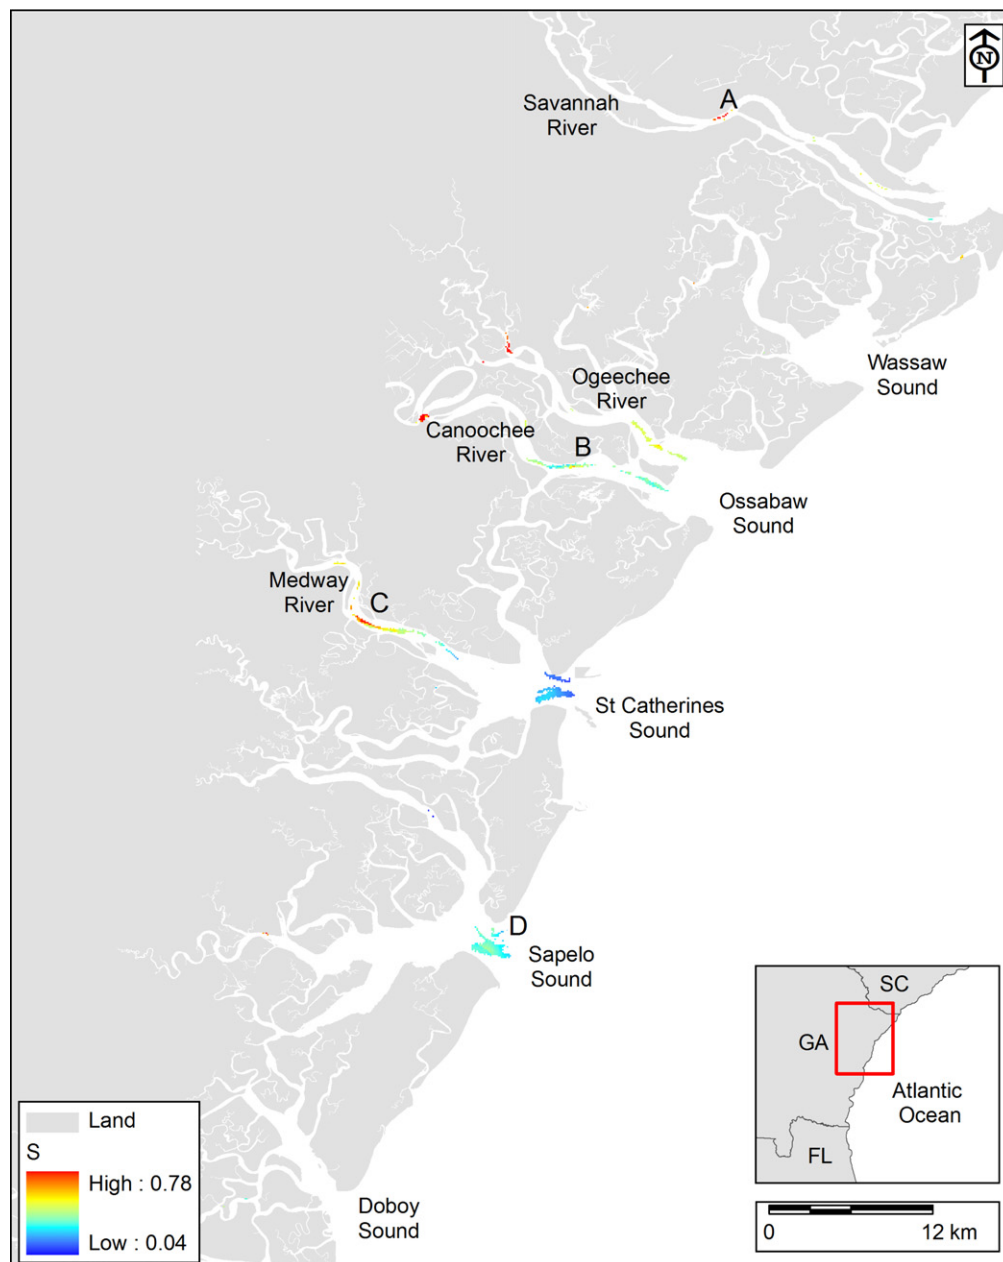 N
Savannah
River
A
Wassaw
Sound
Ogeechee
River
Canoochee
River
B
Ossabaw
Sound
Medway
River
C
St Catherines
Sound
D
Sapelo
Sound
Doboy
Sound
Land
S
High : 0.78
Low : 0.04
SC
GA
Atlantic
Ocean
FL
0 12 km